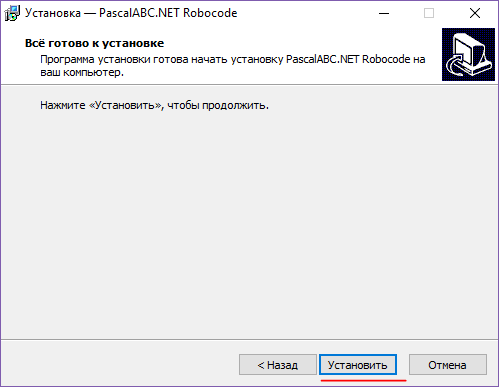 Установка — PascalABC.NET Robocode
Всё готово к установке
Программа установки готова начать установку PascalABC.NET Robocode на
ваш компьютер.
Нажмите «Установить», чтобы продолжить.
< Назад
Установить
Отмена